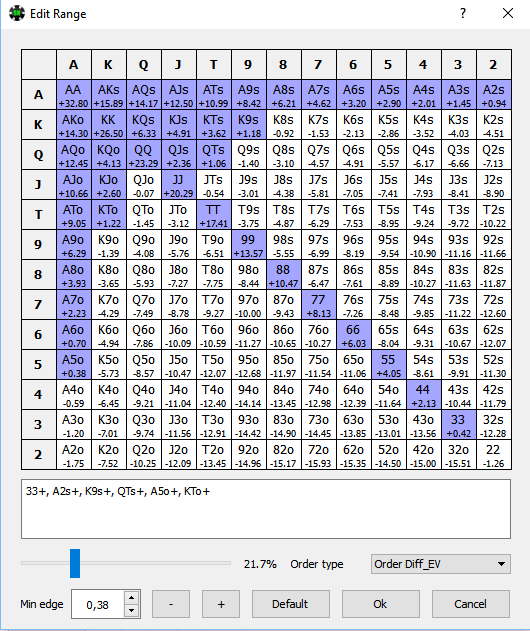 Edit Range
? ×
A K Q J T 9 8 7 6 5 4 3 2
A AA AKs AQs AJs ATs A9s A8s A7s A6s A5s A4s A3s A2s
+32.80 +15.89 +14.17 +12.50 +10.99 +8.42 +6.21 +4.62 +3.20 +2.90 +2.01 +1.45 +0.94
K AKo KK KQs KJs KTs K9s K8s K7s K6s K5s K4s K3s K2s
+14.30 +26.50 +6.33 +4.91 +3.62 +1.18 -0.92 -1.53 -2.13 -2.86 -3.52 -4.03 -4.51
Q AQo KQo QQ QJs QTs Q9s Q8s Q7s Q6s Q5s Q4s Q3s Q2s
+12.45 +4.13 +23.29 +2.36 +1.06 -1.40 -3.10 -4.57 -4.91 -5.57 -6.17 -6.66 -7.13
J AJo KJo QJo JJ JTs J9s J8s J7s J6s J5s J4s J3s J2s
+10.66 +2.60 -0.07 +20.29 -0.54 -3.01 -4.38 -5.81 -7.05 -7.41 -7.93 -8.41 -8.90
T ATo KTo QTo JTo TT T9s T8s T7s T6s T5s T4s T3s T2s
+9.05 +1.22 -1.45 -3.12 +17.41 -3.75 -4.87 -6.29 -7.53 -8.95 -9.24 -9.72 -10.22
9 A9o K9o Q9o J9o T9o 99 98s 97s 96s 95s 94s 93s 92s
+6.29 -1.39 -4.08 -5.76 -6.51 +13.57 -5.55 -6.99 -8.19 -9.54 -10.90 -11.16 -11.66
8 A8o K8o Q8o J8o T8o 98o 88 87s 86s 85s 84s 83s 82s
+3.93 -3.65 -5.93 -7.27 -7.75 -8.44 +10.47 -6.47 -7.61 -8.89 -10.27 -11.63 -11.87
7 A7o K7o Q7o J7o T7o 97o 87o 77 76s 75s 74s 73s 72s
+2.23 -4.29 -7.49 -8.78 -9.27 -10.00 -9.43 +8.13 -7.26 -8.48 -9.85 -11.22 -12.60
6 A6o K6o Q6o J6o T6o 96o 86o 76o 66 65s 64s 63s 62s
+0.70 -4.94 -7.86 -10.09 -10.59 -11.27 -10.65 -10.27 +6.03 -8.04 -9.31 -10.67 -12.07
5 A5o K5o Q5o J5o T5o 95o 85o 75o 65o 55 54s 53s 52s
+0.38 -5.73 -8.57 -10.47 -12.07 -12.68 -11.97 -11.54 -11.06 +4.05 -8.61 -9.91 -11.30
4 A4o K4o Q4o J4o T4o 94o 84o 74o 64o 54o 44 43s 42s
-0.59 -6.45 -9.21 -11.04 -12.40 -14.14 -13.45 -12.98 -12.39 -11.64 +2.13 -10.44 -11.79
3 A3o K3o Q3o J3o T3o 93o 83o 73o 63o 53o 43o 33 32s
-1.20 -7.01 -9.74 -11.56 -12.91 -14.42 -14.90 -14.45 -13.85 -13.01 -13.56 +0.42 -12.28
2 A2o K2o Q2o J2o T2o 92o 82o 72o 62o 52o 42o 32o 22
-1.75 -7.52 -10.25 -12.09 -13.45 -14.96 -15.17 -15.93 -15.35 -14.50 -15.00 -15.51 -1.26
33+, A2s+, K9s+, QTs+, A5o+, KTo+
21.7% Order type Order Diff_EV
Min edge 0,38 - + Default Ok Cancel